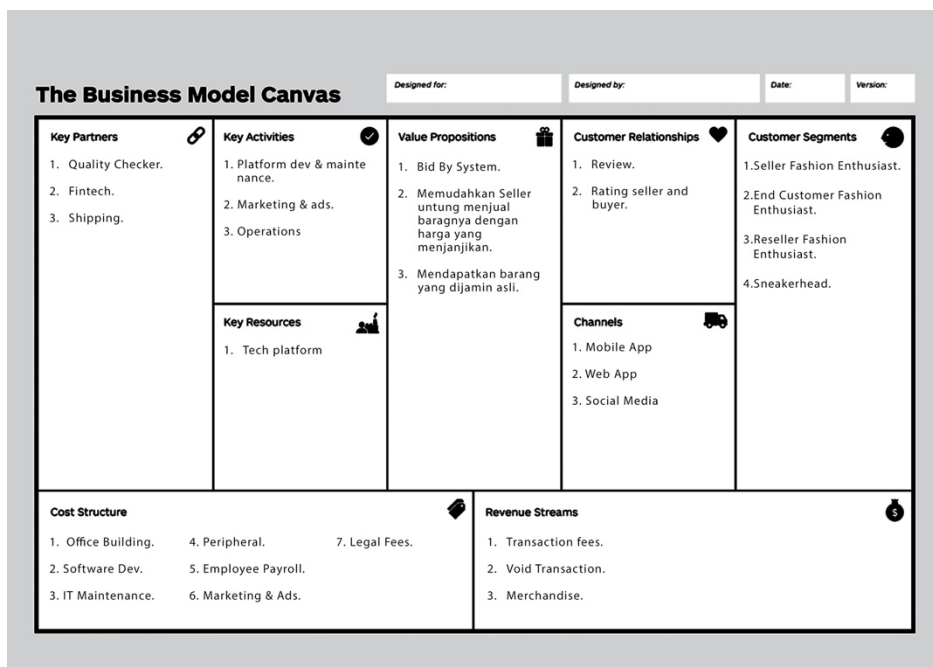 The Business Model Canvas
Designed for:
Designed by:
Date:
Version:
Key Partners
1. Quality Checker.
2. Fintech.
3. Shipping.
Key Activities
1. Platform dev & mainte
nance.
2. Marketing & ads.
3. Operations
Key Resources
1. Tech platform
Value Propositions
1. Bid By System.
2. Memudahkan Seller
untung menjual
baragnya dengan
harga yang
menjanjikan.
3. Mendapatkan barang
yang dijamin asli.
Customer Relationships
1. Review.
2. Rating seller and
buyer.
Channels
1. Mobile App
2. Web App
3. Social Media
Customer Segments
1.Seller Fashion Enthusiast.
2.End Customer Fashion
Enthusiast.
3.Reseller Fashion
Enthusiast.
4.Sneakerhead.
Cost Structure
1. Office Building.
2. Software Dev.
3. IT Maintenance.
4. Peripheral.
5. Employee Payroll.
6. Marketing & Ads.
7. Legal Fees.
Revenue Streams
$
1. Transaction fees.
2. Void Transaction.
3. Merchandise.